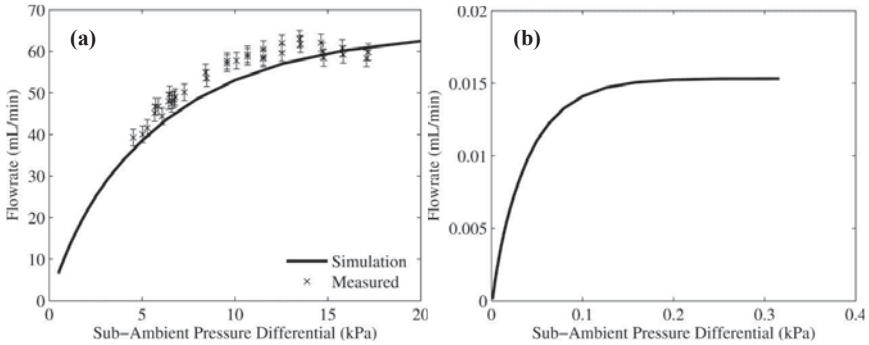 (a)
70
60
50
40
30
20
10
0
Flowrate (mL/min)
Simulation
Measured
0 5 10 15 20
Sub-Ambient Pressure Differential (kPa)
(b)
0.02
0.015
0.01
0.005
0
Flowrate (mL/min)
0 0.1 0.2 0.3 0.4
Sub-Ambient Pressure Differential (kPa)